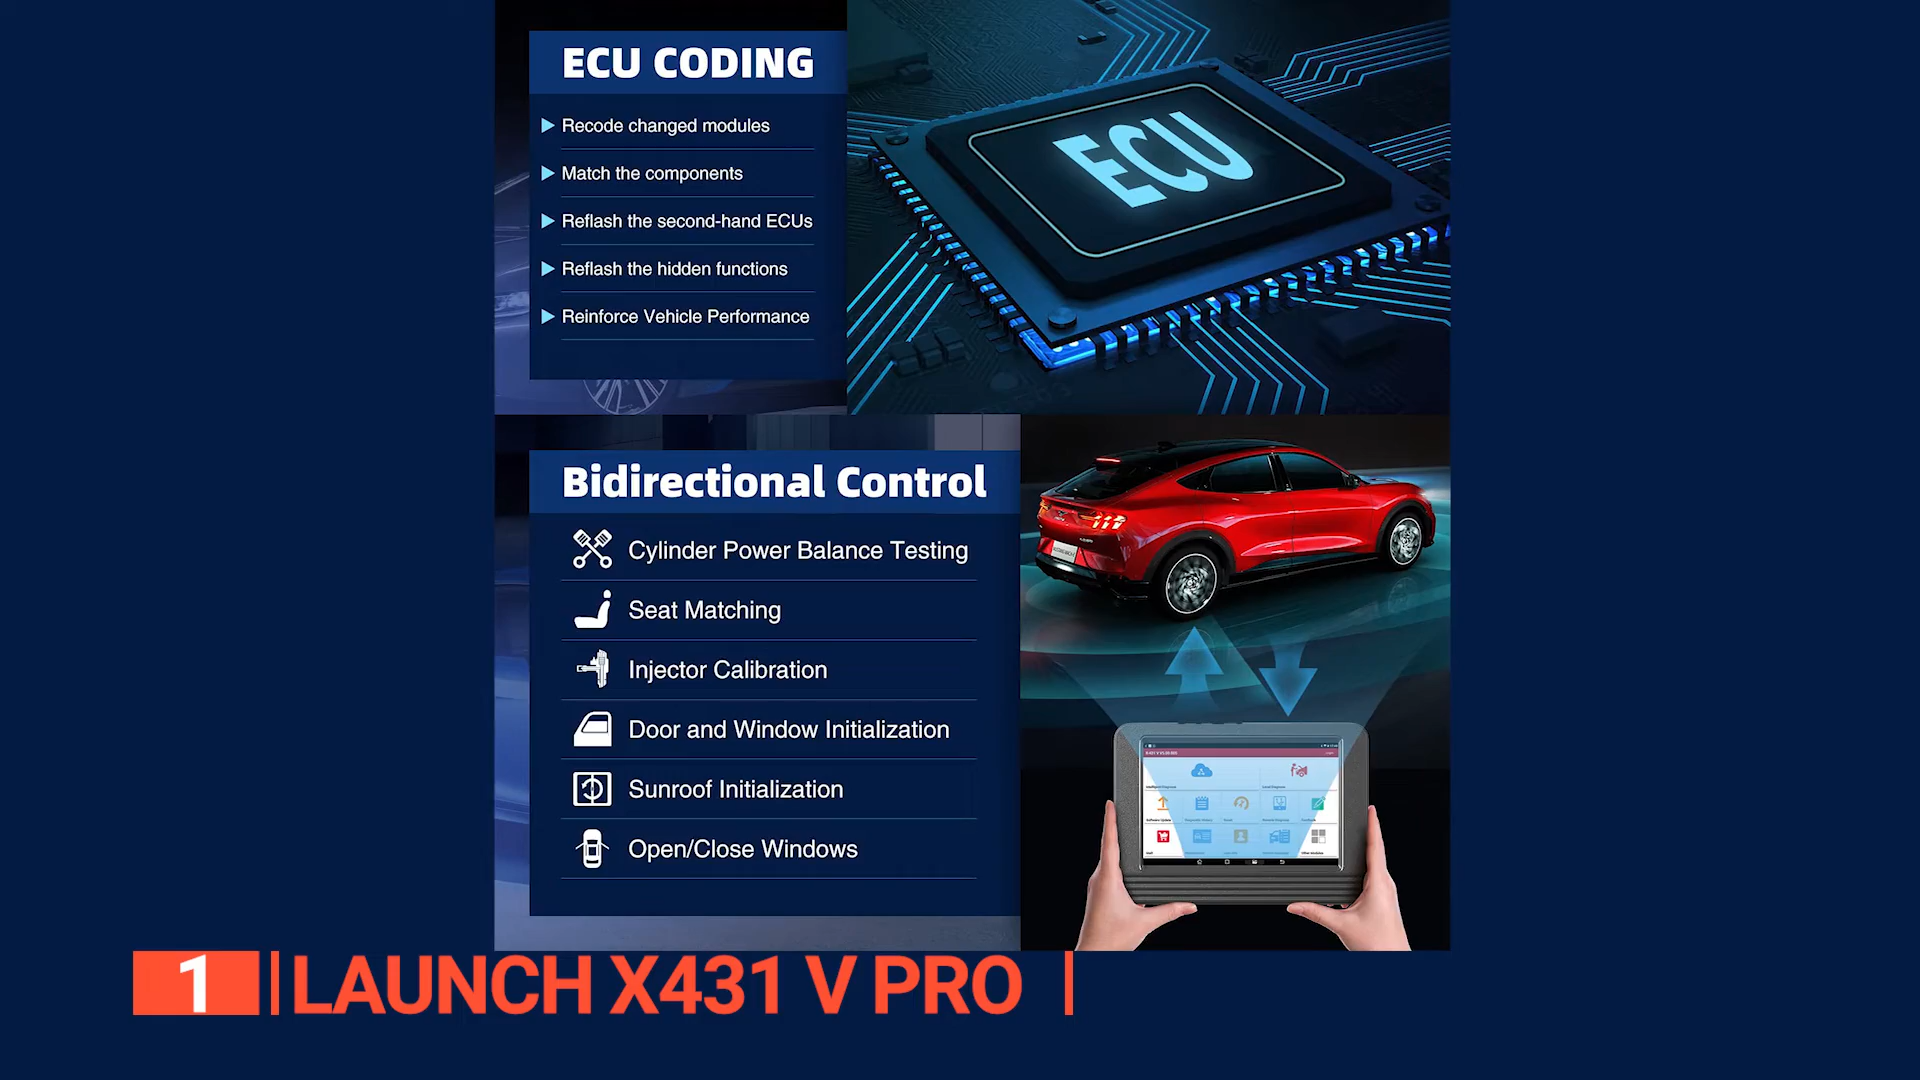 ECU CODING
Recode changed modules
Match the components
Reflash the second-hand ECUs
Reflash the hidden functions
Reinforce Vehicle Performance
ECU
Bidirectional Control
Cylinder Power Balance Testing
Seat Matching
Injector Calibration
Door and Window Initialization
Sunroof Initialization
Open/Close Windows
1 LAUNCH X431 V PRO